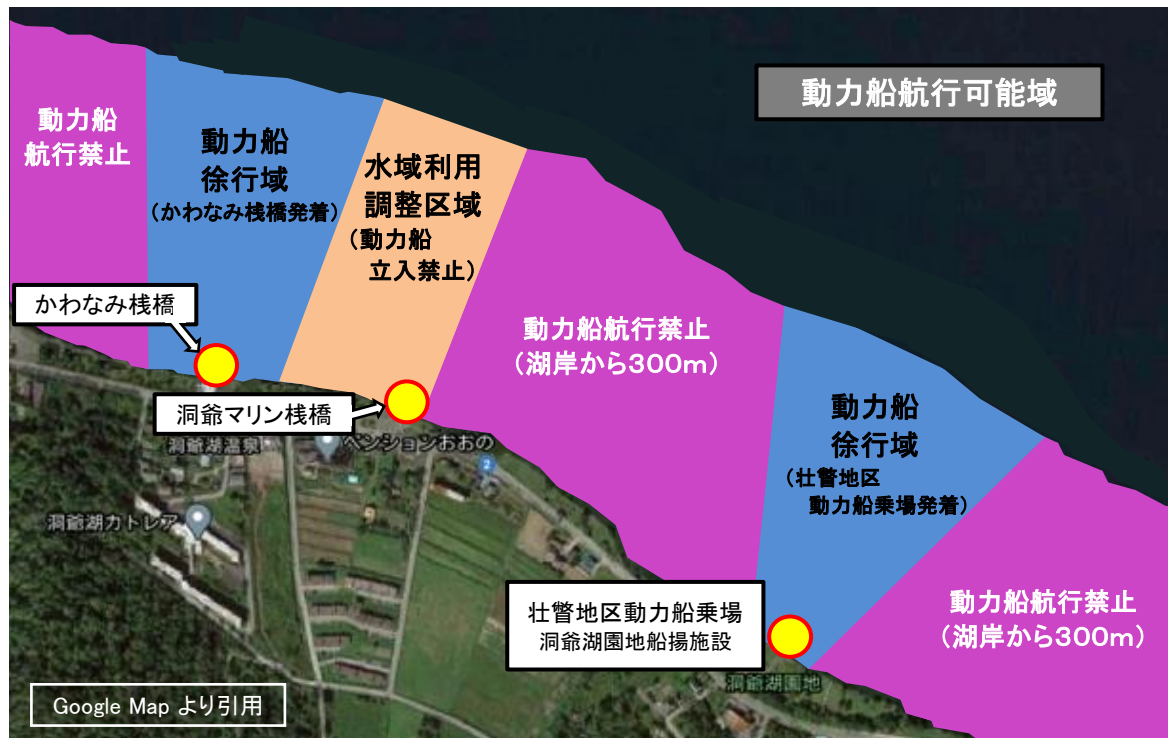 動力船航行可能域
動力船
航行禁止
動力船
徐行域
（かわなみ桟橋発着）
水域利用
調整区域
（動力船
立入禁止）
かわなみ桟橋
動力船航行禁止
（湖岸から300m）
洞爺マリン桟橋
動力船
徐行域
（壮瞥地区
動力船乗場発着）
洞爺湖温泉
ペンションおおの
2
洞爺湖カトレア
壮瞥地区動力船乗場
洞爺湖園地船揚施設
動力船航行禁止
（湖岸から300m）
洞爺湖園地
Google Map より引用